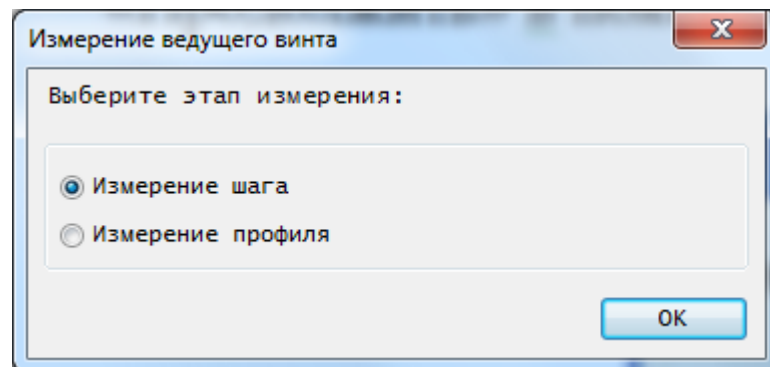 Измерение ведущего винта
Выберите этап измерения:
Измерение шага
Измерение профиля
OK